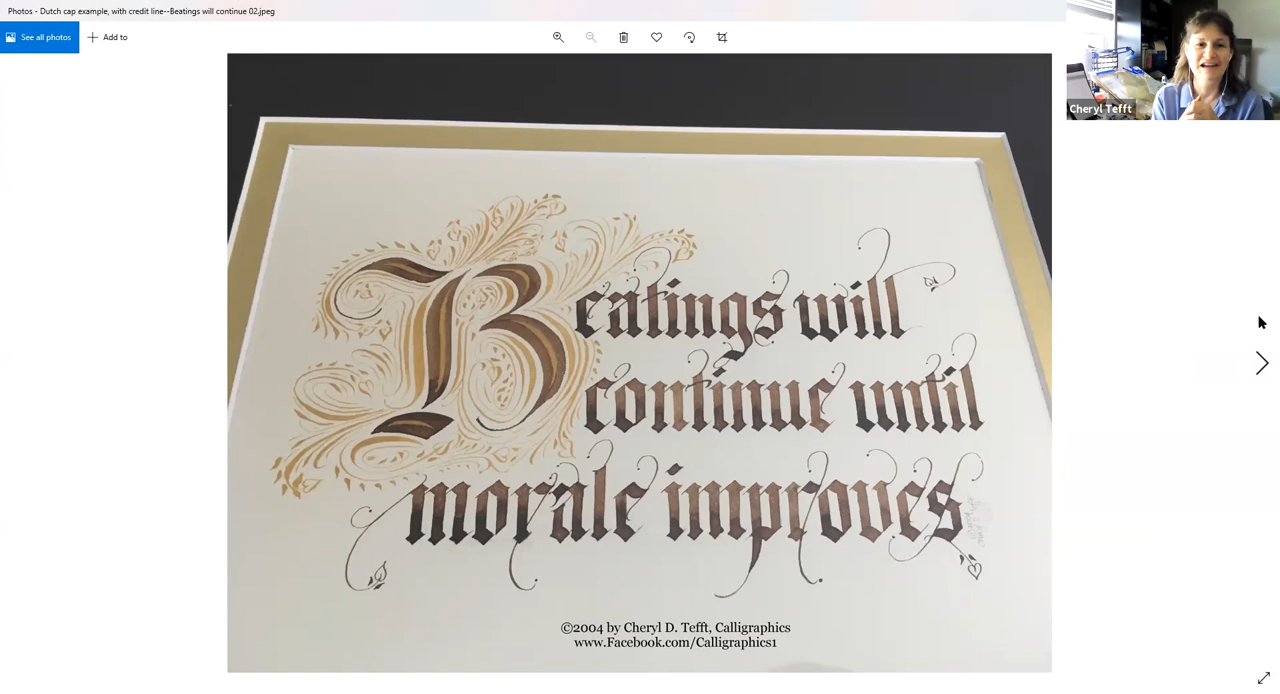 Photos - Dutch cap example, with credit line--Beatings will continue 02.jpeg
See all photos
Add to
Cheryl Tefft
Beatings will
continue until
morale improves
©2004 by Cheryl D. Tefft, Calligraphics
www.Facebook.com/Calligraphics1